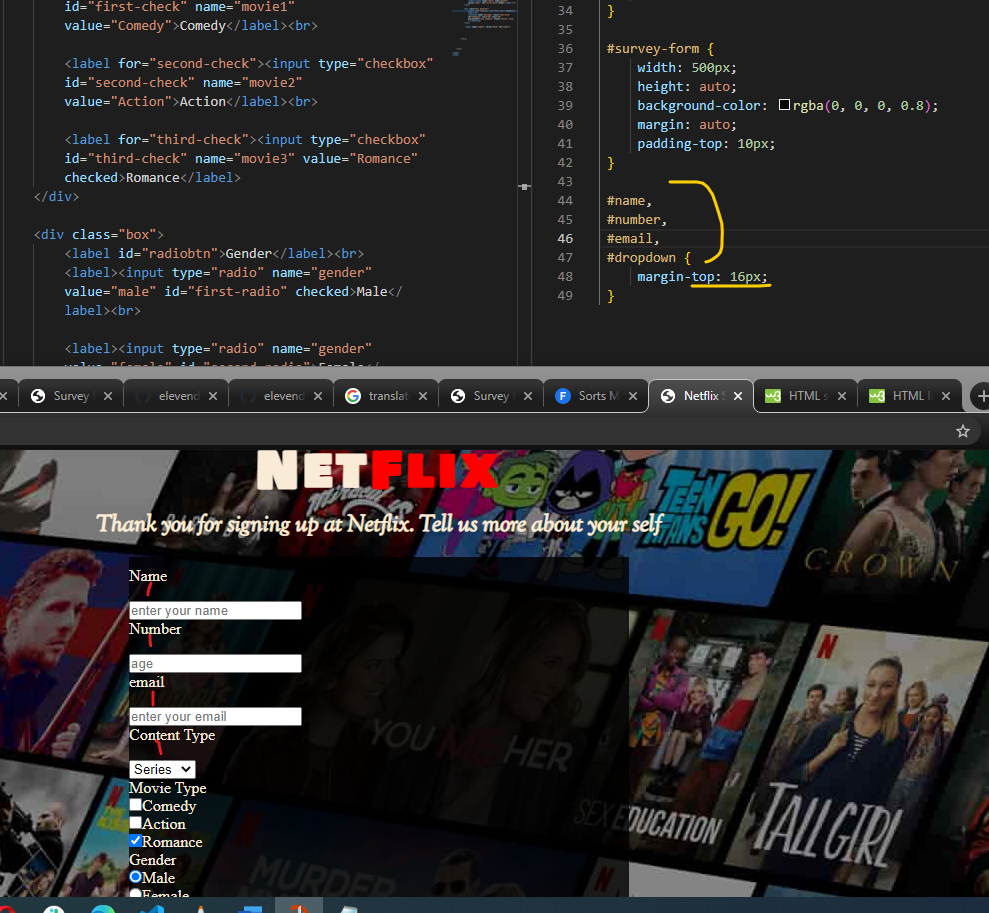 id="first-check" name="movie1"
value="Comedy">Comedy</label><br>
<label for="second-check"><input type="checkbox"
id="second-check" name="movie2"
value="Action">Action</label><br>
<label for="third-check"><input type="checkbox"
id="third-check" name="movie3" value="Romance"
checked>Romance</label>
</div>
<div class="box">
<label id="radiobtn">Gender</label><br>
<label><input type="radio" name="gender"
value="male" id="first-radio" checked>Male</
label><br>
<label><input type="radio" name="gender"
34 }
35
36 #survey-form {
37 width: 500px;
38 height: auto;
39 background-color: rgba(0, 0, 0, 0.8);
40 margin: auto;
41 padding-top: 10px;
42 }
43
44 #name,
45 #number,
46 #email,
47 #dropdown {
48 margin-top: 16px;
49 }
Survey
elevend
elevend
translat
Survey
Sorts M
Netflix S
HTML s
HTML I
NETFLIX
Thank you for signing up at Netflix. Tell us more about your self
TEEN TITANS GO!
CROWN
Name
enter your name
Number
age
email
enter your email
Content Type
Series
Movie Type
Comedy
Action
Romance
Gender
Male
Female
YOU ME HER
SEX EDUCATION
TALL GIRL
MURDER